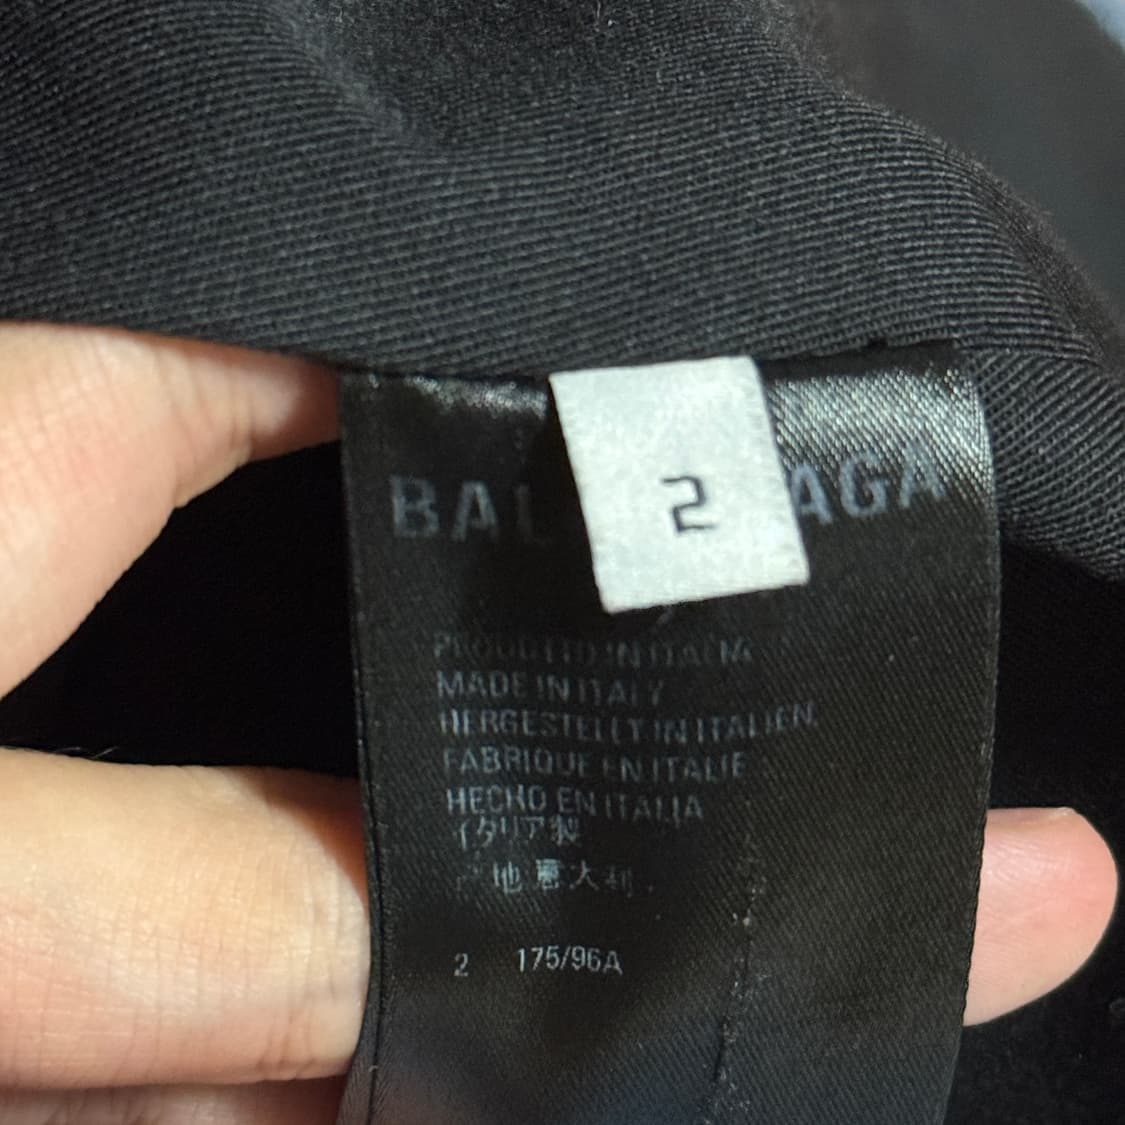 2
BAL AGA
PRODOTTO IN ITALIA
MADE IN ITALY
HERGESTELLT IN ITALIEN
FABRIQUE EN ITALIE
HECHO EN ITALIA
イタリア製
地 意大利
2 175/96A